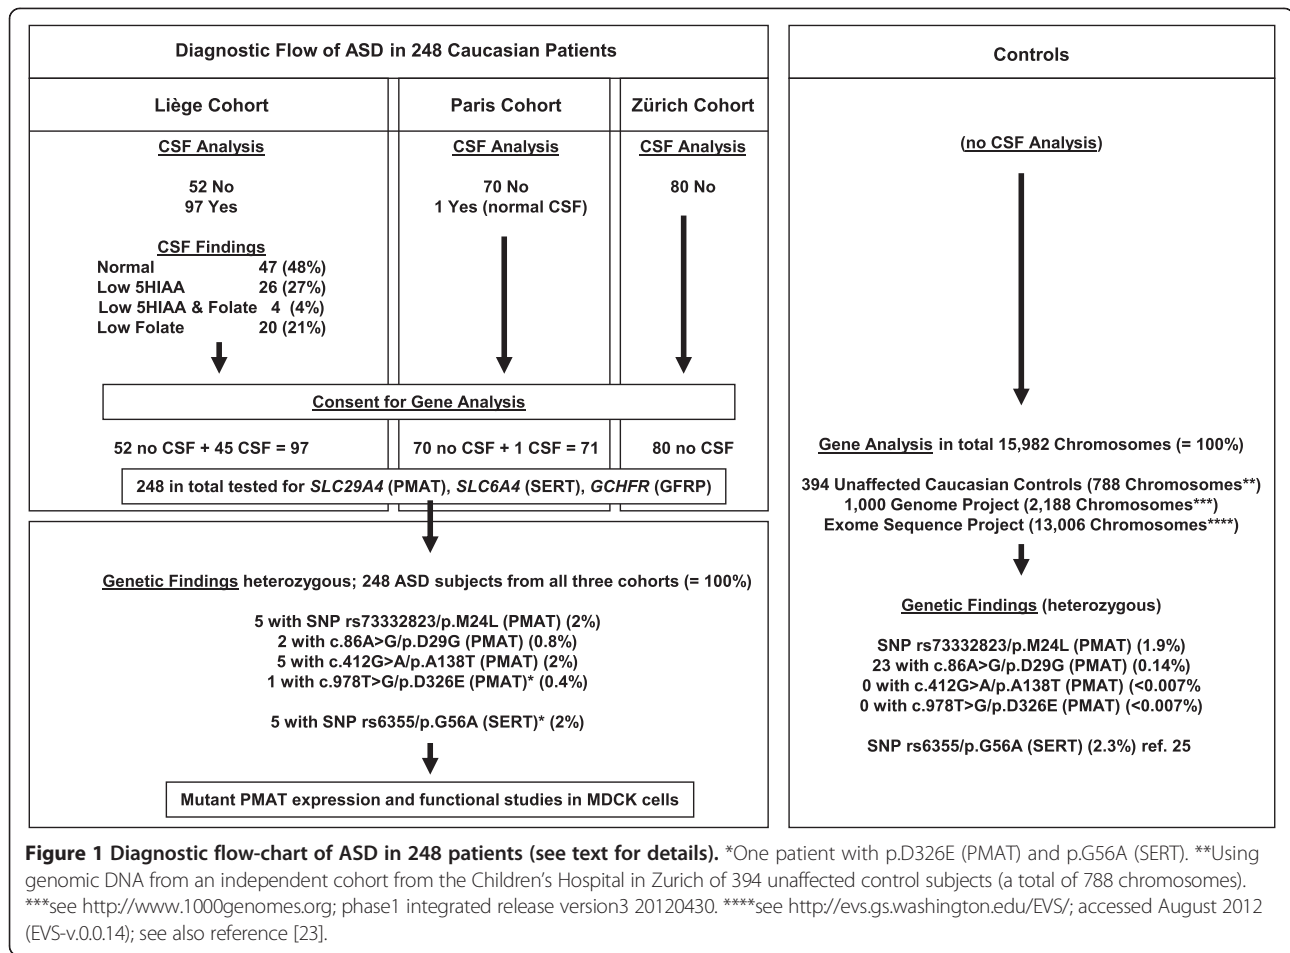 Diagnostic Flow of ASD in 248 Caucasian Patients
Liège Cohort
CSF Analysis
52 No
97 Yes
CSF Findings
Normal 47 (48%)
Low 5HIAA 26 (27%)
Low 5HIAA & Folate 4 (4%)
Low Folate 20 (21%)
Paris Cohort
CSF Analysis
70 No
1 Yes (normal CSF)
Zürich Cohort
CSF Analysis
80 No
Consent for Gene Analysis
52 no CSF + 45 CSF = 97
70 no CSF + 1 CSF = 71
80 no CSF
248 in total tested for SLC29A4 (PMAT), SLC6A4 (SERT), GCHFR (GFRP)
Genetic Findings heterozygous; 248 ASD subjects from all three cohorts (= 100%)
5 with SNP rs73332823/p.M24L (PMAT) (2%)
2 with c.86A>G/p.D29G (PMAT) (0.8%)
5 with c.412G>A/p.A138T (PMAT) (2%)
1 with c.978T>G/p.D326E (PMAT)* (0.4%)
5 with SNP rs6355/p.G56A (SERT)* (2%)
Mutant PMAT expression and functional studies in MDCK cells
Controls
(no CSF Analysis)
Gene Analysis in total 15,982 Chromosomes (= 100%)
394 Unaffected Caucasian Controls (788 Chromosomes**)
1,000 Genome Project (2,188 Chromosomes***)
Exome Sequence Project (13,006 Chromosomes****)
Genetic Findings (heterozygous)
SNP rs73332823/p.M24L (PMAT) (1.9%)
23 with c.86A>G/p.D29G (PMAT) (0.14%)
0 with c.412G>A/p.A138T (PMAT) (<0.007%
0 with c.978T>G/p.D326E (PMAT) (<0.007%)
SNP rs6355/p.G56A (SERT) (2.3%) ref. 25
Figure 1 Diagnostic flow-chart of ASD in 248 patients (see text for details). *One patient with p.D326E (PMAT) and p.G56A (SERT). **Using
genomic DNA from an independent cohort from the Children's Hospital in Zurich of 394 unaffected control subjects (a total of 788 chromosomes).
***see http://www.1000genomes.org; phase1 integrated release version3 20120430. ****see http://evs.gs.washington.edu/EVS/; accessed August 2012
(EVS-v.0.0.14); see also reference [23].